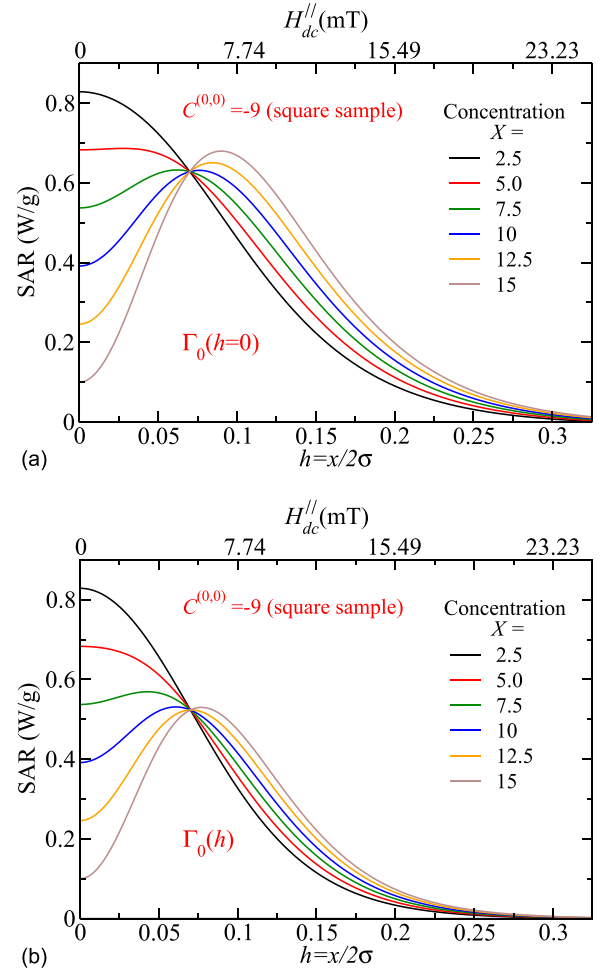 H_{dc}^{//}(mT)
0 7.74 15.49 23.23
C^{(0,0)} =-9 (square sample)
Concentration
X =
2.5
5.0
7.5
10
12.5
15
SAR (W/g)
0.8
0.6
0.4
0.2
0
Γ_0(h=0)
0 0.05 0.1 0.15 0.2 0.25 0.3
h=x/2σ
(a)
H_{dc}^{//}(mT)
0 7.74 15.49 23.23
C^{(0,0)} =-9 (square sample)
Concentration
X =
2.5
5.0
7.5
10
12.5
15
SAR (W/g)
0.8
0.6
0.4
0.2
0
Γ_0(h)
0 0.05 0.1 0.15 0.2 0.25 0.3
h=x/2σ
(b)